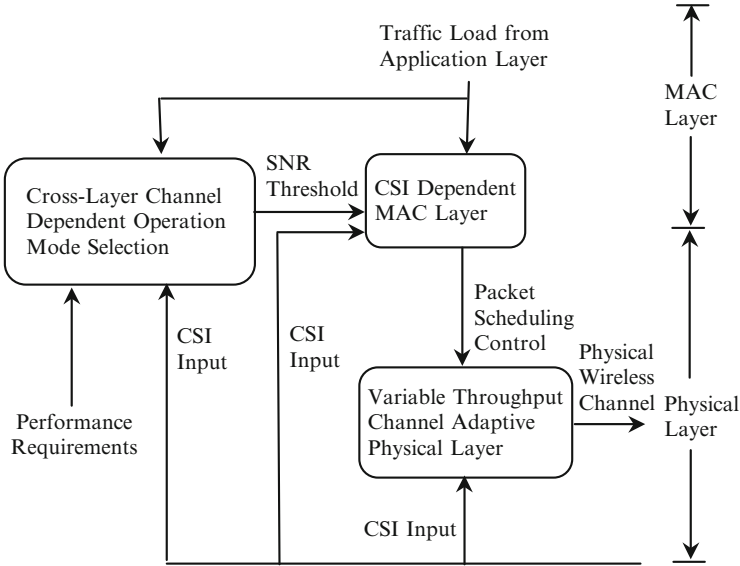 Traffic Load from
Application Layer
MAC
Layer
SNR
Threshold
Cross-Layer Channel
Dependent Operation
Mode Selection
CSI Dependent
MAC Layer
CSI
Input
CSI
Input
Packet
Scheduling
Control
Physical
Wireless
Channel
Variable Throughput
Channel Adaptive
Physical Layer
Physical
Layer
Performance
Requirements
CSI Input